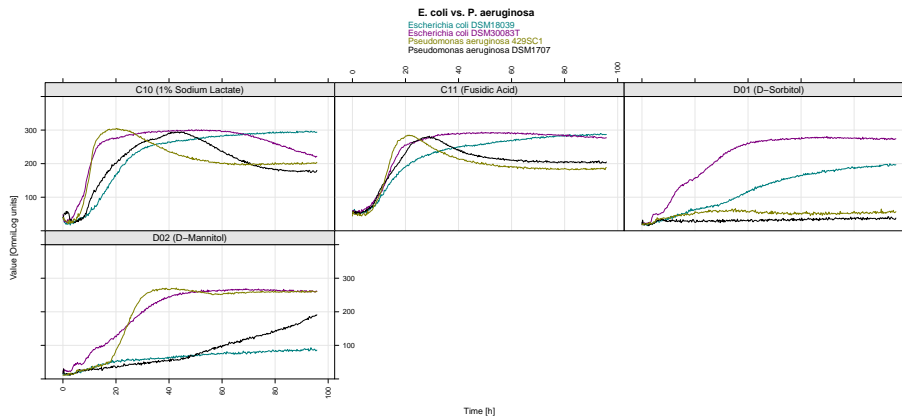 E. coli vs. P. aeruginosa
Escherichia coli DSM18039
Escherichia coli DSM30083T
Pseudomonas aeruginosa 429SC1
Pseudomonas aeruginosa DSM1707
0 20 40 60 80 100
C10 (1% Sodium Lactate)
C11 (Fusidic Acid)
D01 (D−Sorbitol)
300
200
100
D02 (D−Mannitol)
300
200
100
0 20 40 60 80 100
Value [OmniLog units]
Time [h]